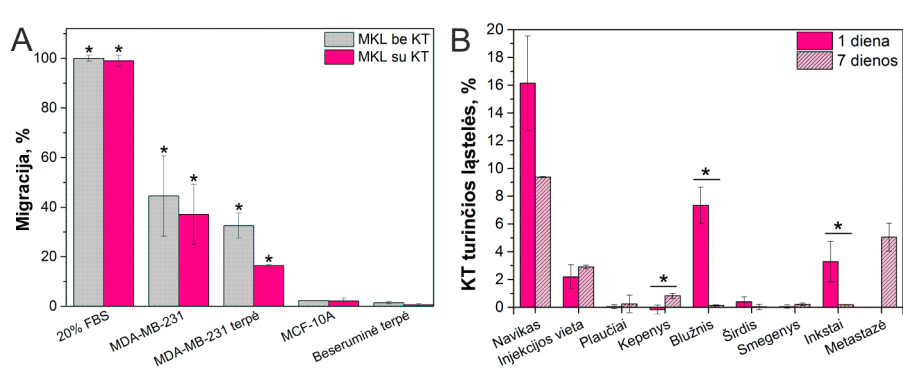 A
MKL be KT
MKL su KT
Migracija, %
100
80
60
40
20
0
* * * * * *
20% FBS
MDA-MB-231
MDA-MB-231 terpė
MCF-10A
Beseruminė terpė
B
1 diena
7 dienos
KT turinčios ląstelės, %
20
18
16
14
12
10
8
6
4
2
0
* * *
Navikas
Injekcijos vieta
Plaučiai
Kepenys
Blužnis
Širdis
Smegenys
Inkstai
Metastazė